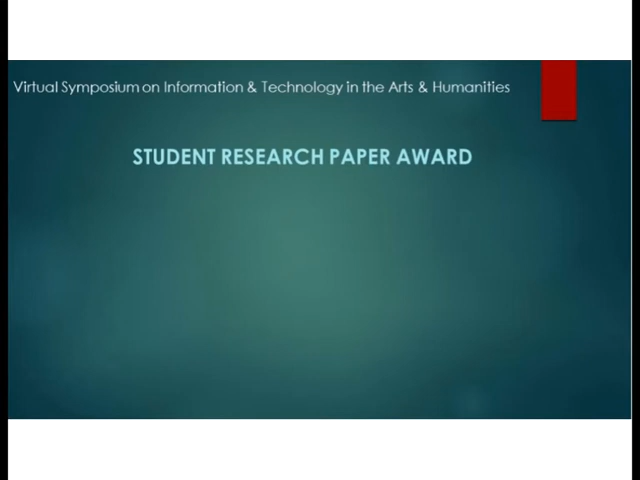 Virtual Symposium on Information & Technology in the Arts & Humanities
STUDENT RESEARCH PAPER AWARD